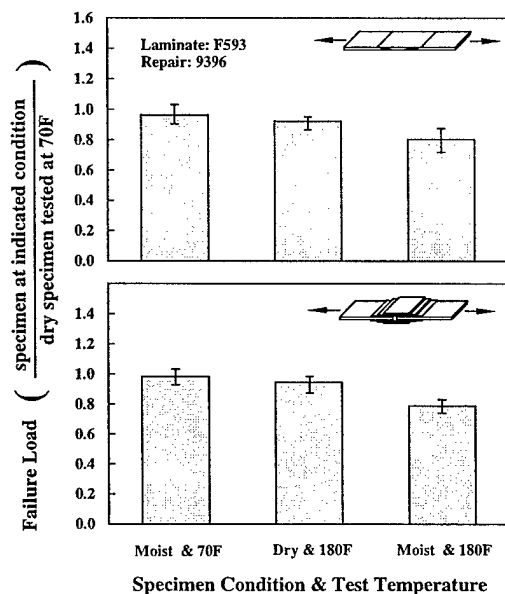 1.6
1.4
1.2
1.0
0.8
0.6
0.4
0.2
0.0
Laminate: F593
Repair: 9396
1.4
1.2
1.0
0.8
0.6
0.4
0.2
0.0
Failure Load ( specimen at indicated condition
dry specimen tested at 70F )
Moist & 70F Dry & 180F Moist & 180F
Specimen Condition & Test Temperature